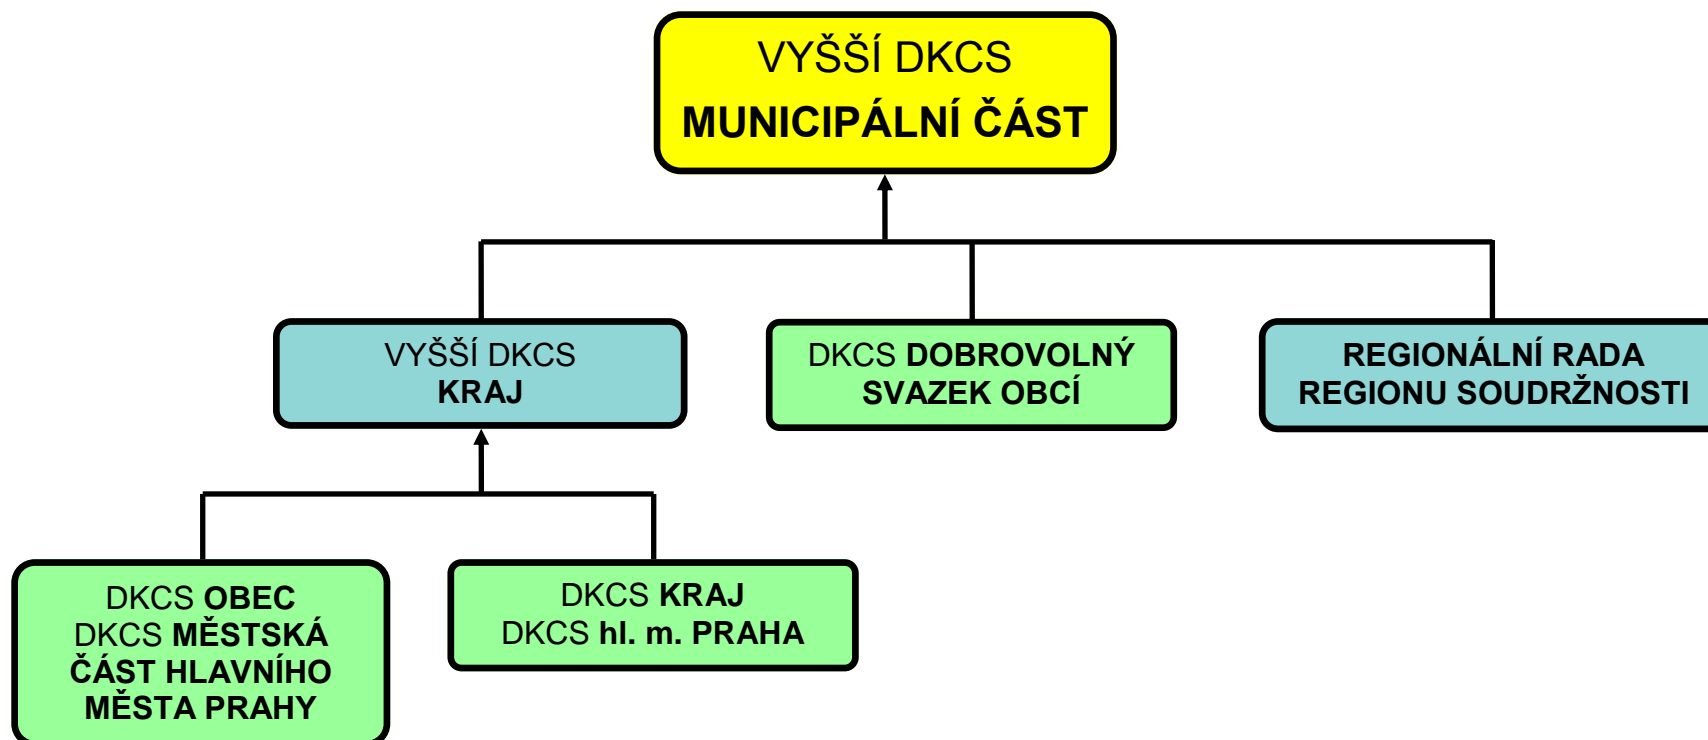 VYŠŠÍ DKCS
MUNICIPÁLNÍ ČÁST
VYŠŠÍ DKCS
KRAJ
DKCS DOBROVOLNÝ
SVAZEK OBCÍ
REGIONÁLNÍ RADA
REGIONU SOUDRŽNOSTI
DKCS OBEC
DKCS MĚSTSKÁ
ČÁST HLAVNÍHO
MĚSTA PRAHY
DKCS KRAJ
DKCS hl. m. PRAHA